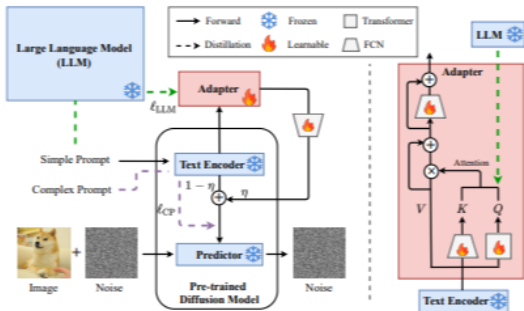 Large Language Model
(LLM)
Forward
Frozen
Transformer
Distillation
Learnable
FCN
LLM
Adapter
ℓLLM
Adapter
Simple Prompt
Text Encoder
Complex Prompt
1 − η
η
ℓCP
Attention
V
K
Q
Predictor
Image
Noise
Pre-trained
Diffusion Model
Noise
Text Encoder